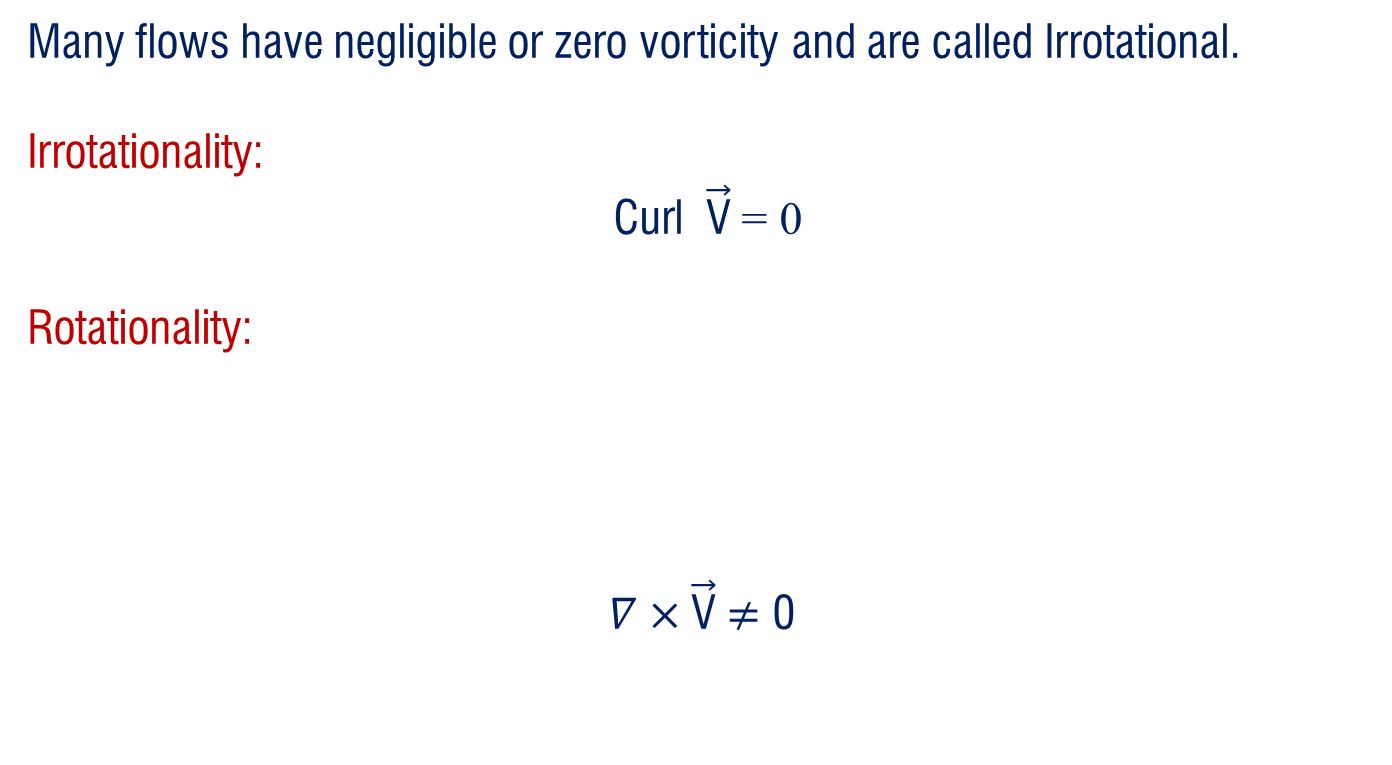 Many flows have negligible or zero vorticity and are called Irrotational.
Irrotationality:
Curl V⃗ = 0
Rotationality:
∇ × V⃗ ≠ 0